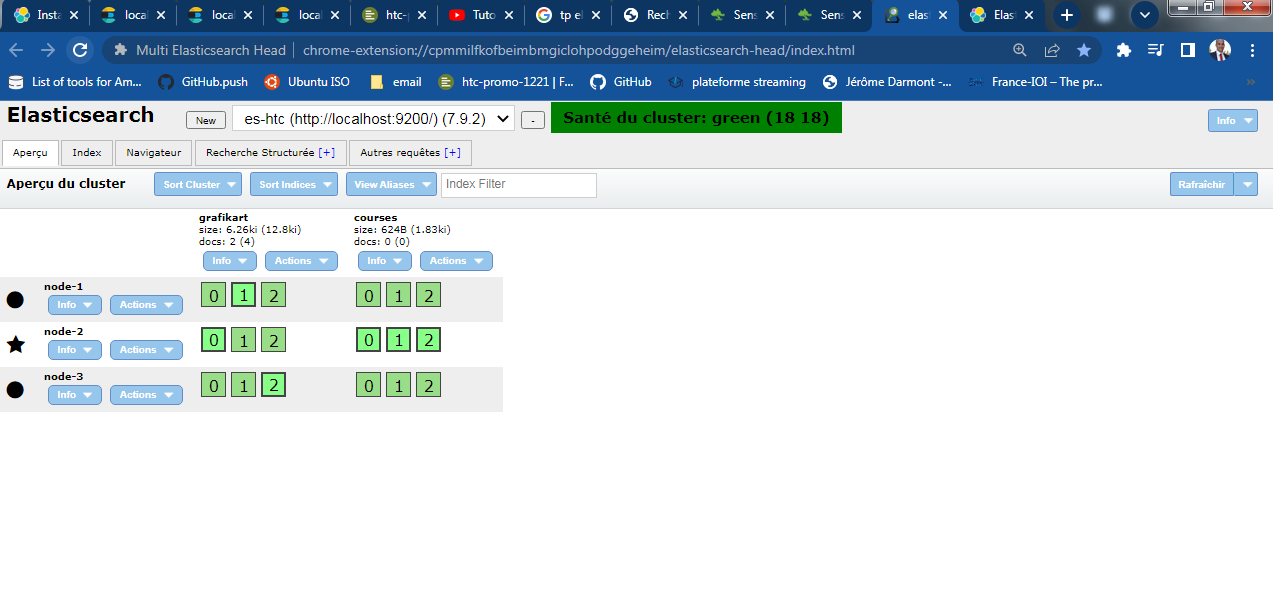 Insta loca loca loca htc-p Tuto tp el Rech Sens Sens elast Elas
Multi Elasticsearch Head chrome-extension://cpmmilfkofbeimbmgiclohpodggeheim/elasticsearch-head/index.html
List of tools for Am... GitHub.push Ubuntu ISO email htc-promo-1221 | F... GitHub plateforme streaming Jérôme Darmont -... France-IOI – The pr... »
Elasticsearch New es-htc (http://localhost:9200/) (7.9.2) - Santé du cluster: green (18 18) Info
Aperçu Index Navigateur Recherche Structurée [+] Autres requêtes [+]
Aperçu du cluster Sort Cluster Sort Indices View Aliases Index Filter Rafraîchir
grafikart courses
size: 6.26ki (12.8ki) size: 624B (1.83ki)
docs: 2 (4) docs: 0 (0)
Info Actions Info Actions
node-1
Info Actions 0 1 2 0 1 2
node-2
Info Actions 0 1 2 0 1 2
node-3
Info Actions 0 1 2 0 1 2